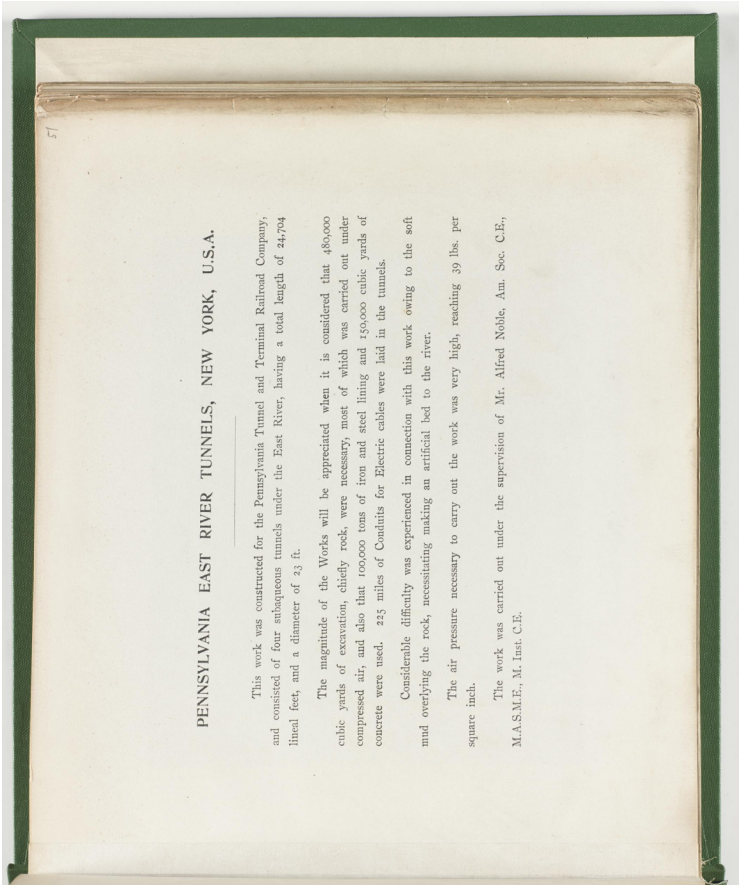 51
PENNSYLVANIA EAST RIVER TUNNELS, NEW YORK, U.S.A.
This work was constructed for the Pennsylvania Tunnel and Terminal Railroad Company,
and consisted of four subaqueous tunnels under the East River, having a total length of 24,704
lineal feet, and a diameter of 23 ft.
The magnitude of the Works will be appreciated when it is considered that 480,000
cubic yards of excavation, chiefly rock, were necessary, most of which was carried out under
compressed air, and also that 100,000 tons of iron and steel lining and 150,000 cubic yards of
concrete were used. 225 miles of Conduits for Electric cables were laid in the tunnels.
Considerable difficulty was experienced in connection with this work owing to the soft
mud overlying the rock, necessitating making an artificial bed to the river.
The air pressure necessary to carry out the work was very high, reaching 39 lbs. per
square inch.
The work was carried out under the supervision of Mr. Alfred Noble, Am. Soc. C.E.,
M.A.S.M.E., M. Inst. C.E.